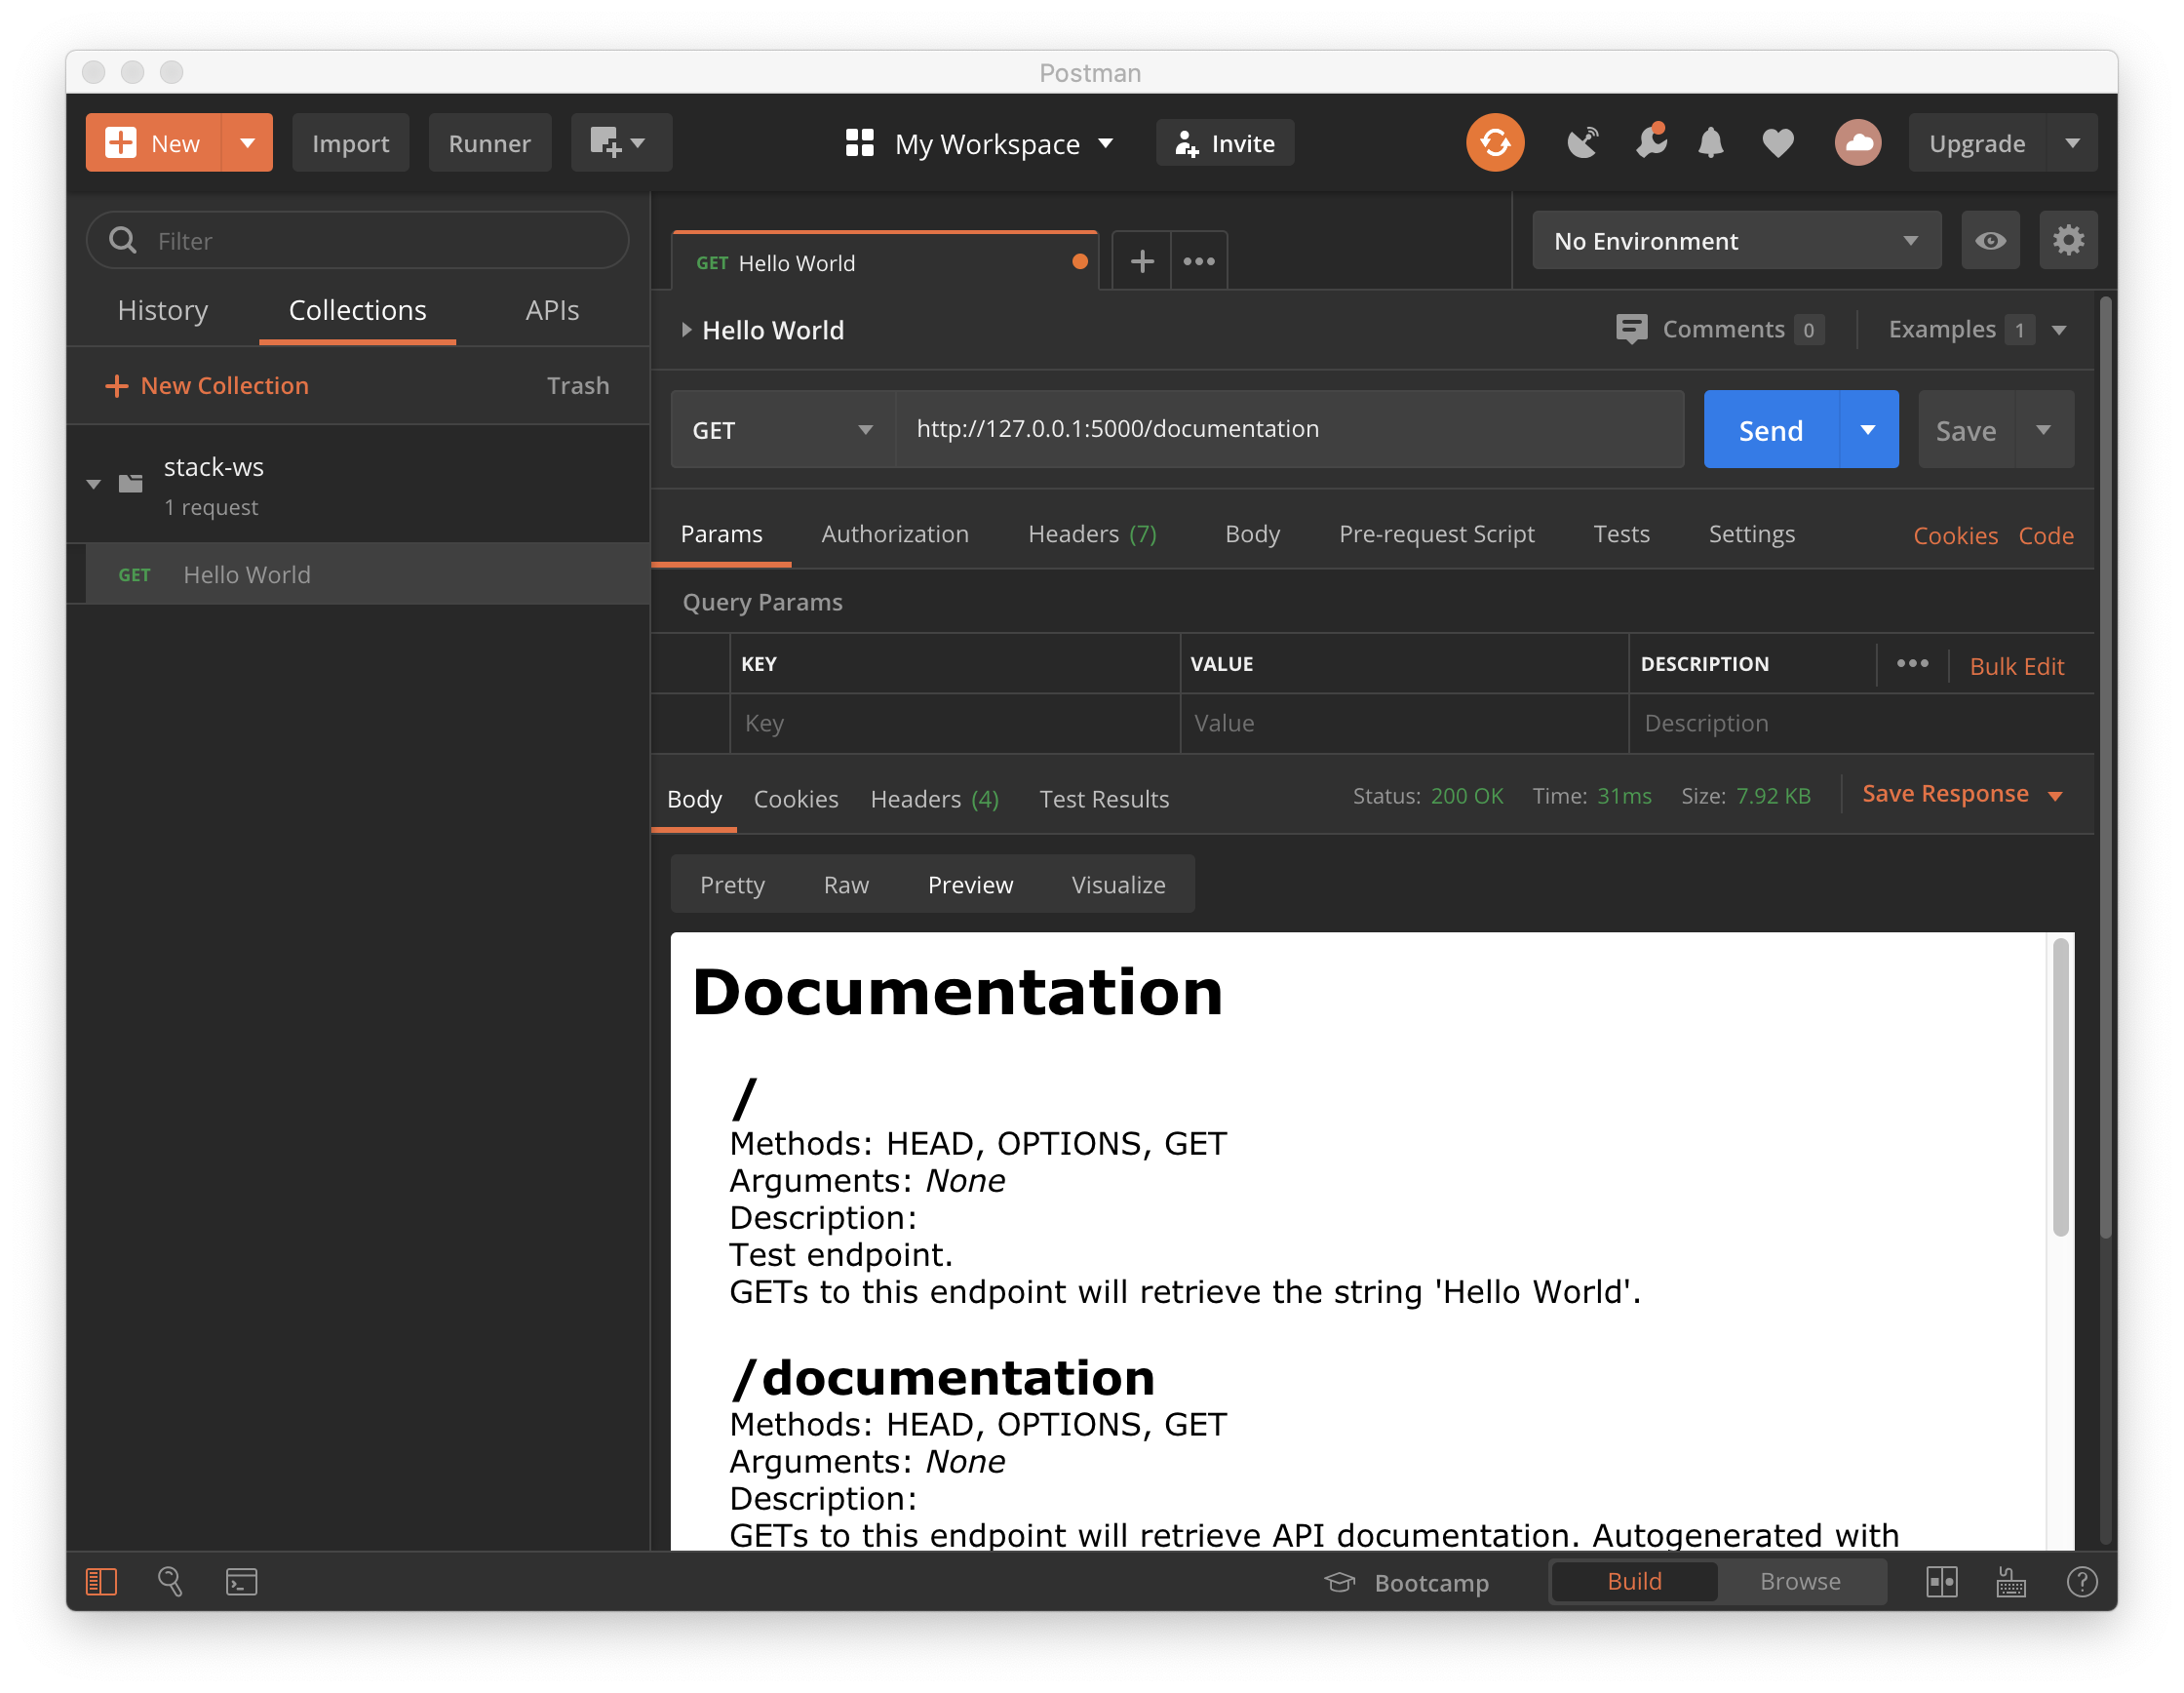 Postman
New Import Runner My Workspace Invite Upgrade
Filter
History Collections APIs
New Collection Trash
stack-ws
1 request
GET Hello World
GET Hello World
No Environment
Hello World Comments 0 Examples 1
GET http://127.0.0.1:5000/documentation Send Save
Params Authorization Headers (7) Body Pre-request Script Tests Settings Cookies Code
Query Params
KEY VALUE DESCRIPTION Bulk Edit
Key Value Description
Body Cookies Headers (4) Test Results Status: 200 OK Time: 31ms Size: 7.92 KB Save Response
Pretty Raw Preview Visualize
Documentation
/
Methods: HEAD, OPTIONS, GET
Arguments: None
Description:
Test endpoint.
GETs to this endpoint will retrieve the string 'Hello World'.
/documentation
Methods: HEAD, OPTIONS, GET
Arguments: None
Description:
GETs to this endpoint will retrieve API documentation. Autogenerated with
Bootcamp Build Browse